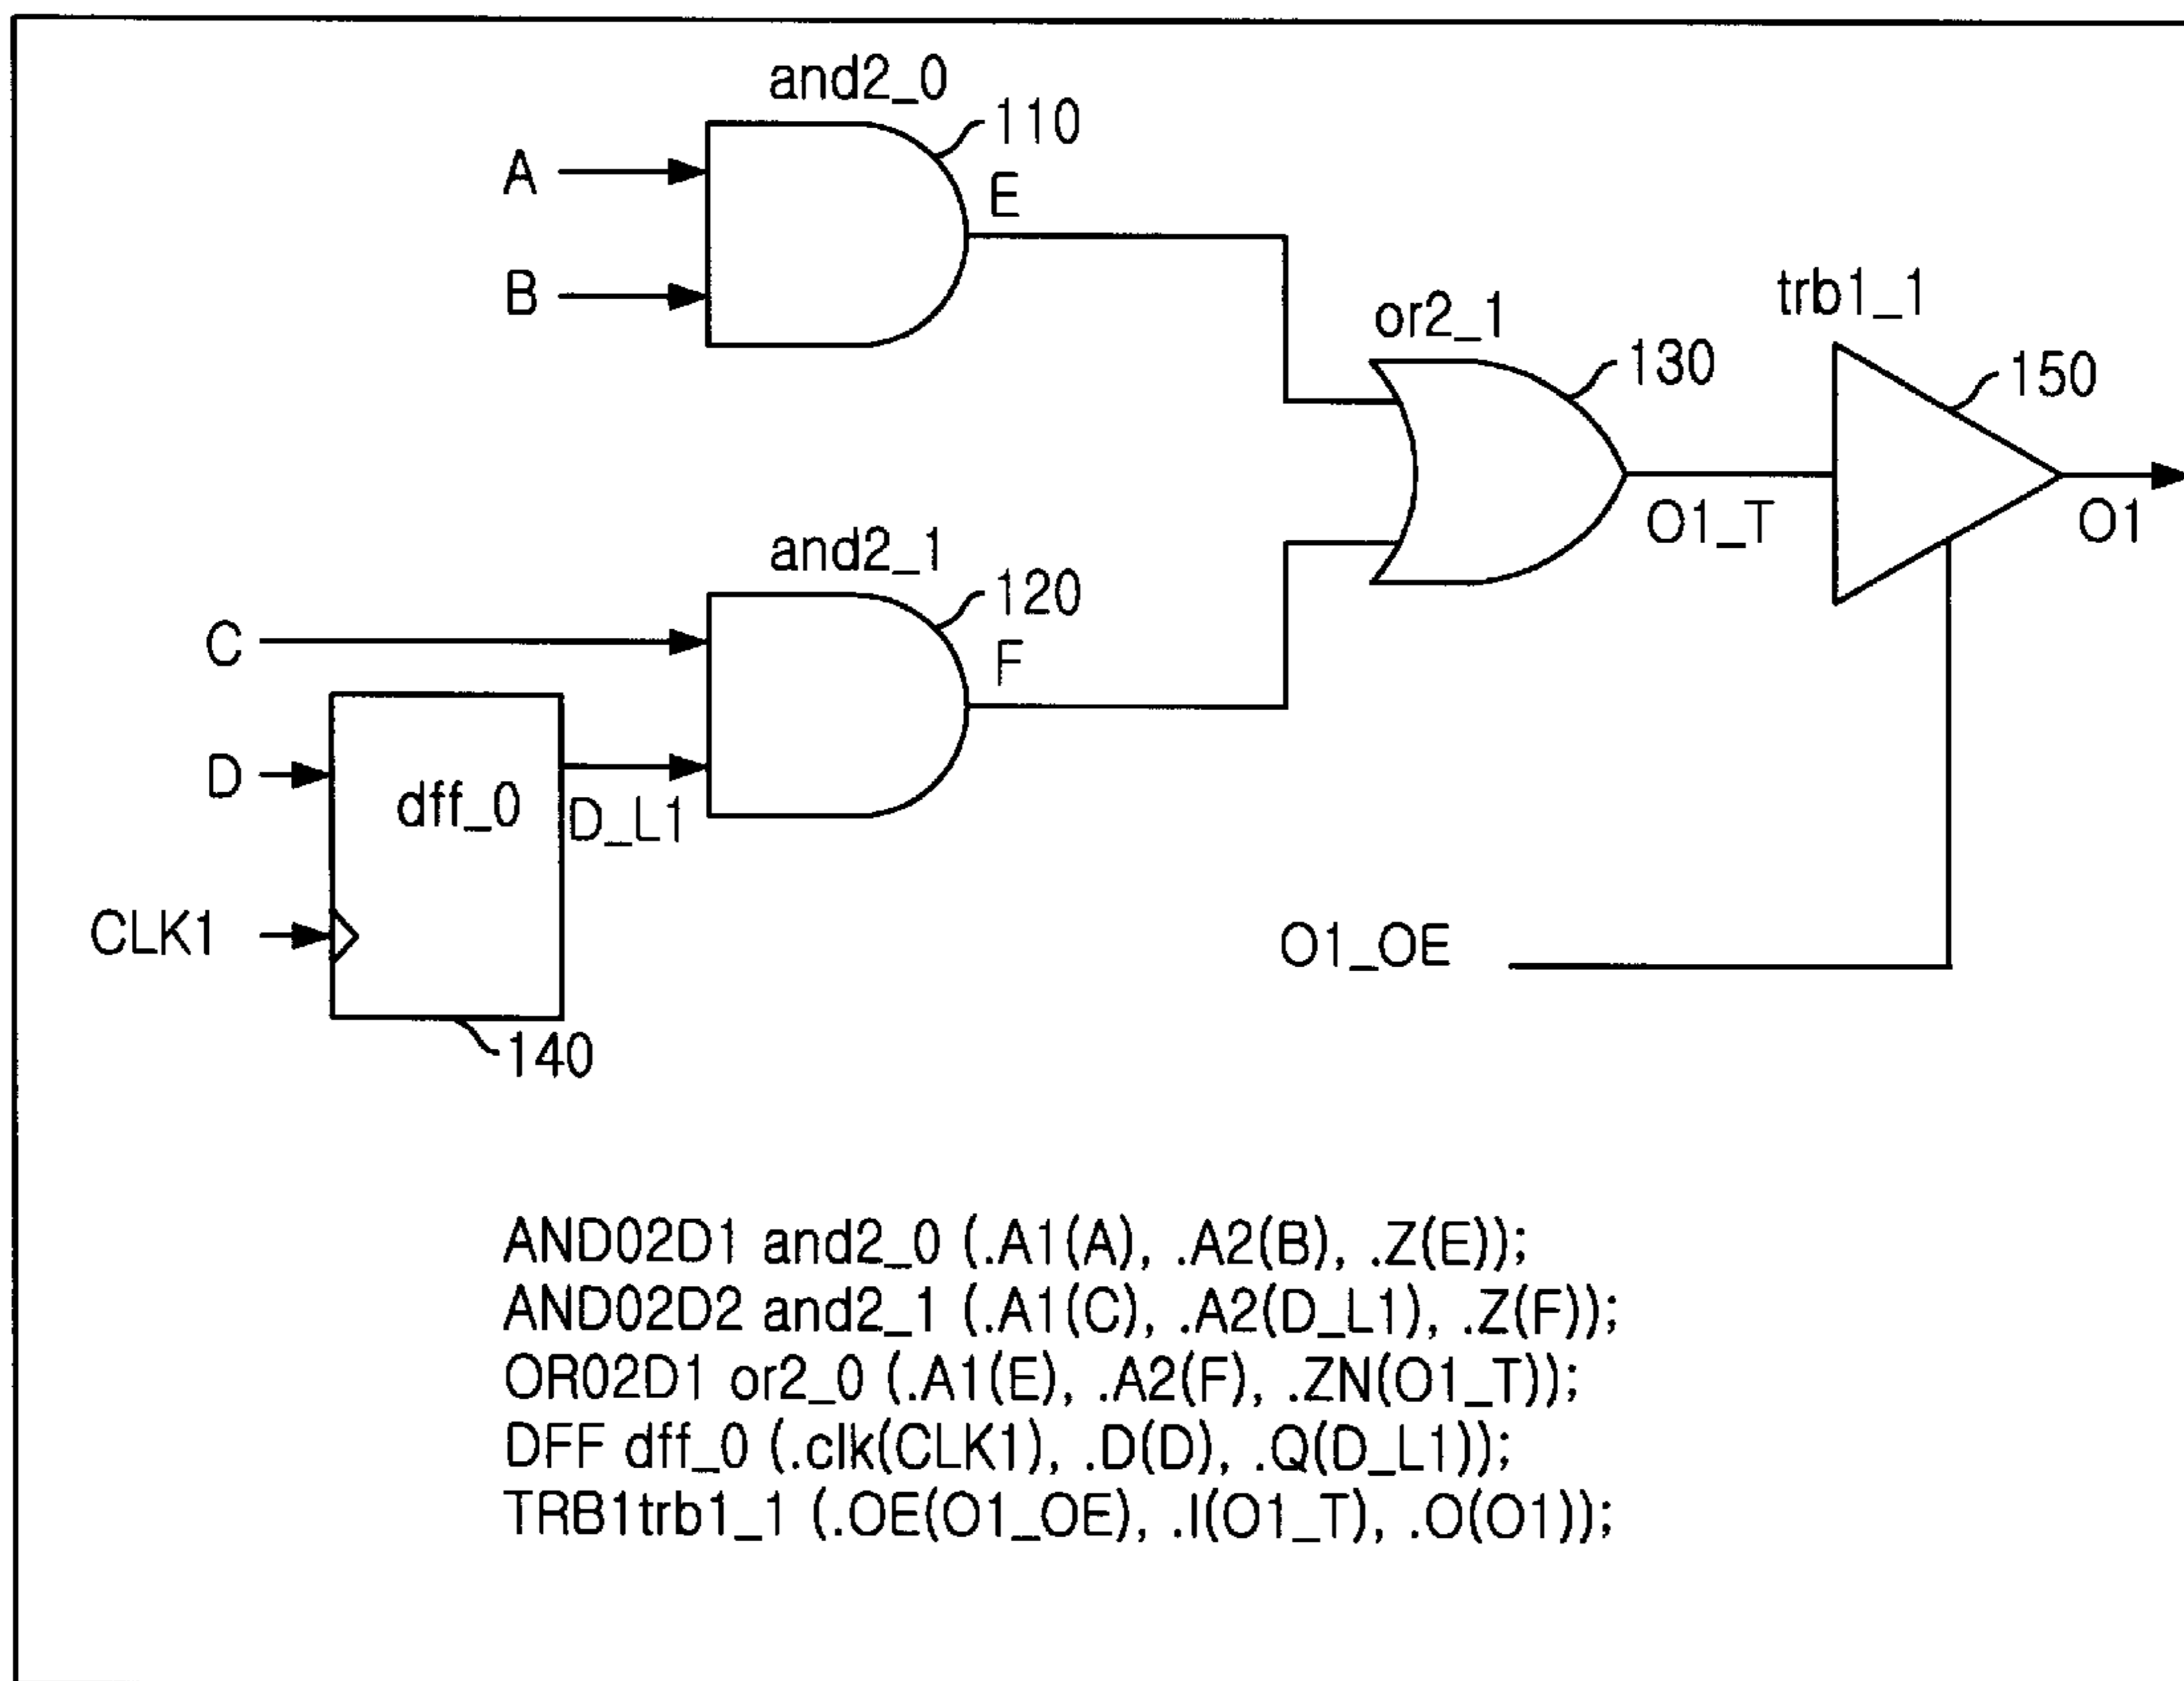 and2_0
110
A
E
B
or2_1
trb1_1
130
150
O1_T
O1
and2_1
120
C
F
D
dff_0
D_L1
CLK1
O1_OE
140
AND02D1 and2_0 (.A1(A), .A2(B), .Z(E));
AND02D2 and2_1 (.A1(C), .A2(D_L1), .Z(F));
OR02D1 or2_0 (.A1(E), .A2(F), .ZN(O1_T));
DFF dff_0 (.clk(CLK1), .D(D), .Q(D_L1));
TRB1trb1_1 (.OE(O1_OE), .I(O1_T), .O(O1));